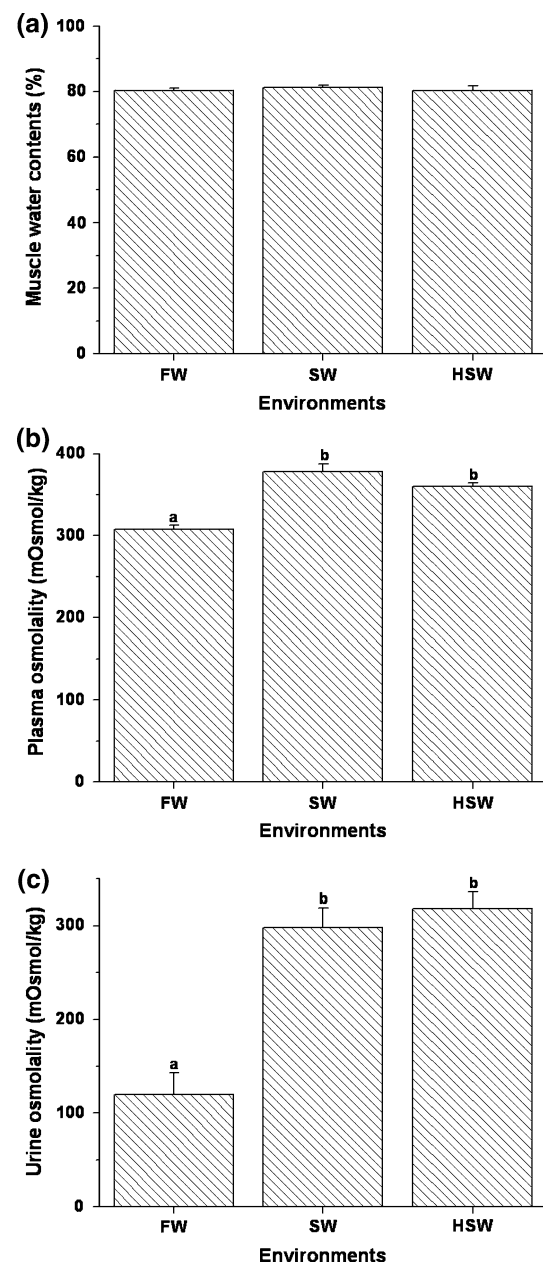 (a)
Muscle water contents (%)
100
80
60
40
20
0
FW SW HSW
Environments
(b)
Plasma osmolality (mOsmol/kg)
400
300
200
100
0
a b b
FW SW HSW
Environments
(c)
Urine osmolality (mOsmol/kg)
300
200
100
0
a b b
FW SW HSW
Environments